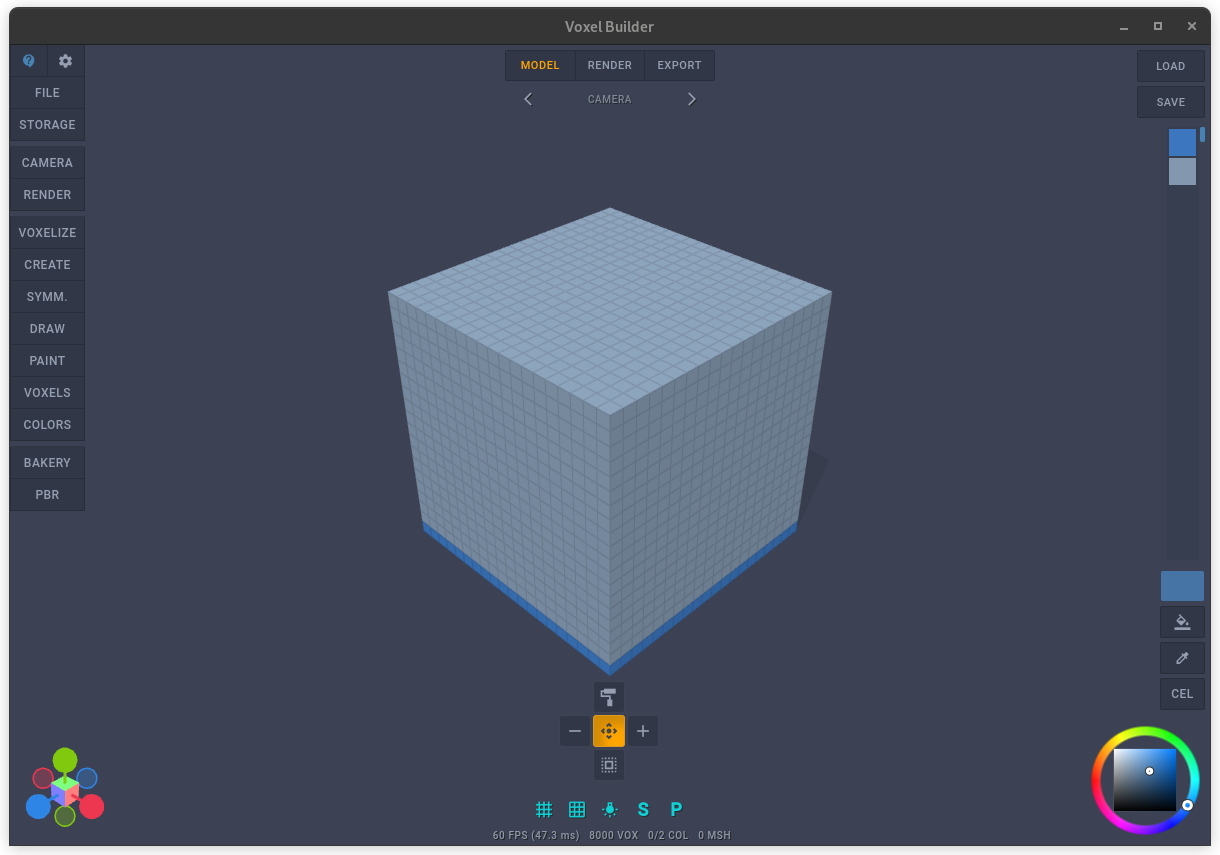 Voxel Builder
MODEL RENDER EXPORT
CAMERA
LOAD
SAVE
FILE
STORAGE
CAMERA
RENDER
VOXELIZE
CREATE
SYMM.
DRAW
PAINT
VOXELS
COLORS
BAKERY
PBR
CEL
S P
60 FPS (47.3 ms) 8000 VOX 0/2 COL 0 MSH